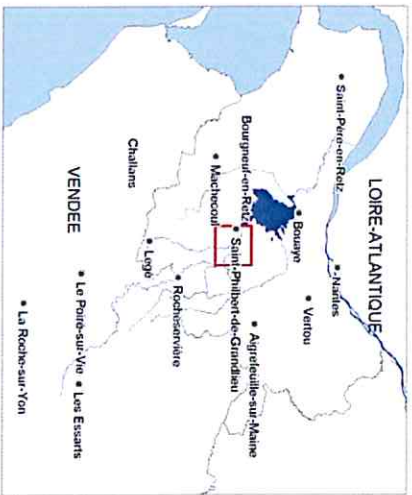 LOIRE-ATLANTIQUE
Saint-Père-en-Retz
Nantes
Vertou
Bouaye
Aigrefeuille-sur-Maine
Bourgneuf-en-Retz
Saint-Philbert-de-Grandlieu
Machecoul
Rocheservière
Legé
Challans
Le Poiré-sur-Vie
Les Essarts
VENDEE
La Roche-sur-Yon